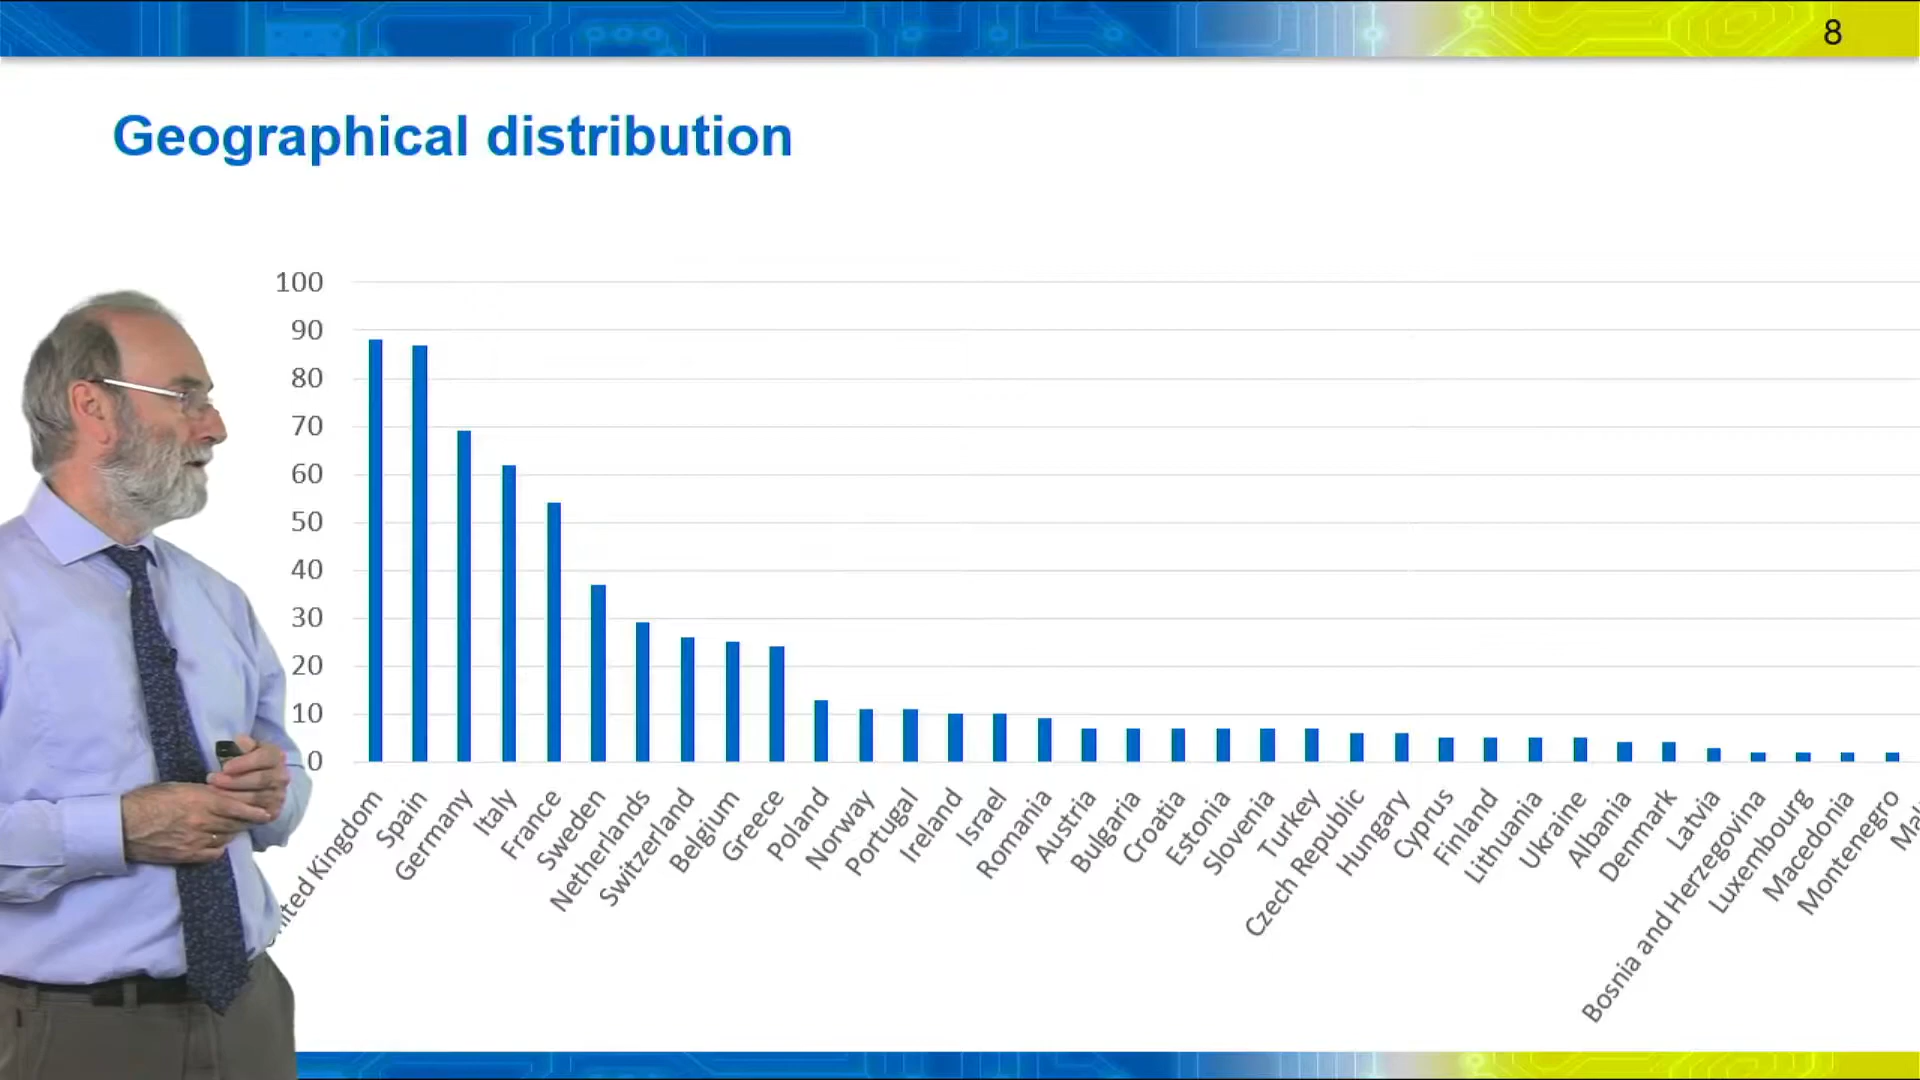 8
Geographical distribution
100
90
80
70
60
50
40
30
20
10
0
Kingdom
Spain
Germany
Italy
France
Sweden
Netherlands
Switzerland
Belgium
Greece
Poland
Norway
Portugal
Ireland
Israel
Romania
Austria
Bulgaria
Croatia
Estonia
Slovenia
Turkey
Czech Republic
Hungary
Cyprus
Finland
Lithuania
Ukraine
Albania
Denmark
Latvia
Bosnia and Herzegovina
Luxembourg
Macedonia
Montenegro